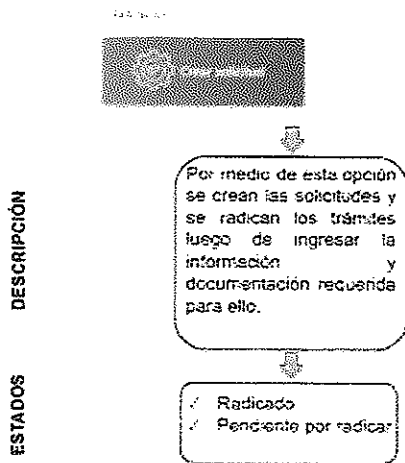 Crear solicitud
DESCRIPCIÓN
Por medio de esta opción
se crean las solicitudes y
se radican los trámites
luego de ingresar la
información y
documentación requerida
para ello.
ESTADOS
✓ Radicado
✓ Pendiente por radicar